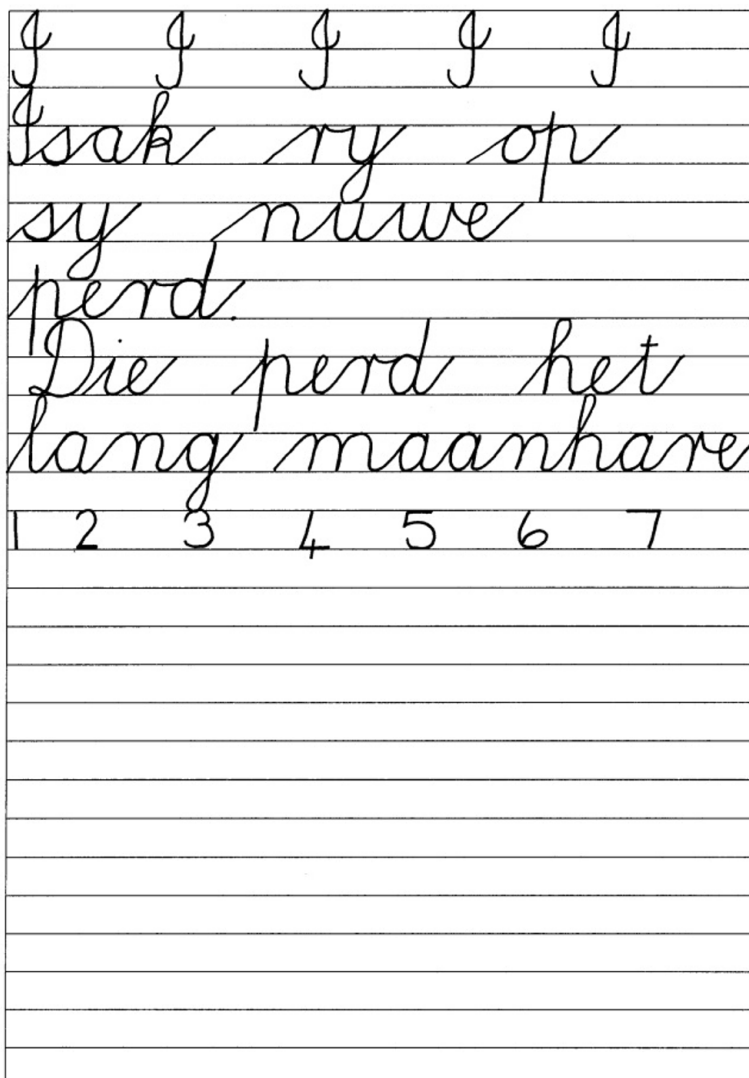 I I I I I
Isak ry op
sy nuwe
perd.
Die perd het
lang maanhare
1 2 3 4 5 6 7